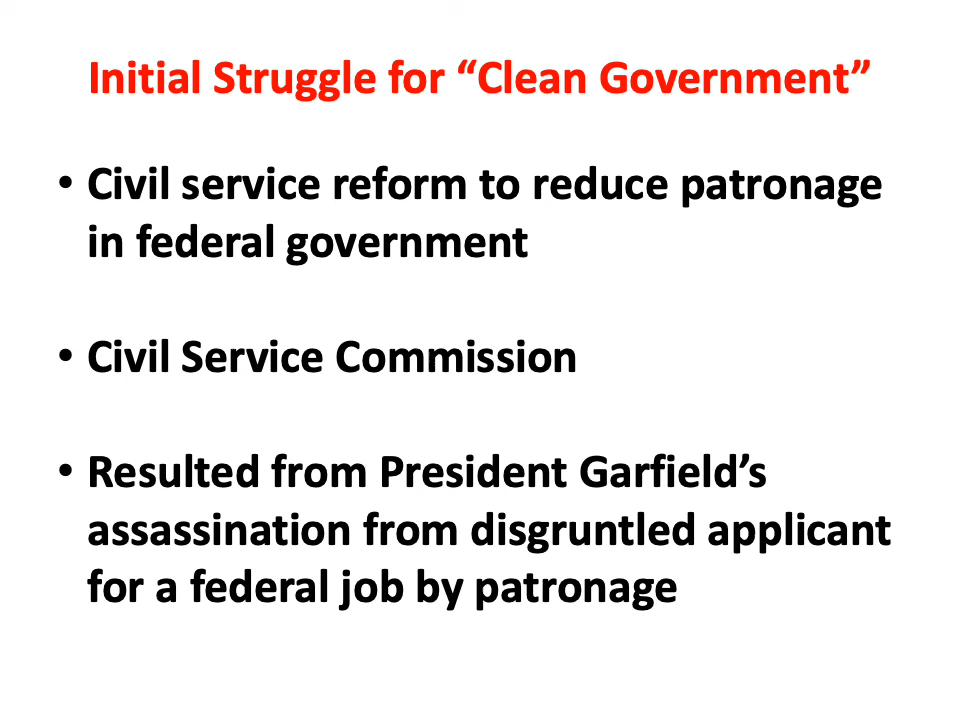 Initial Struggle for “Clean Government”
• Civil service reform to reduce patronage
in federal government
• Civil Service Commission
• Resulted from President Garfield’s
assassination from disgruntled applicant
for a federal job by patronage